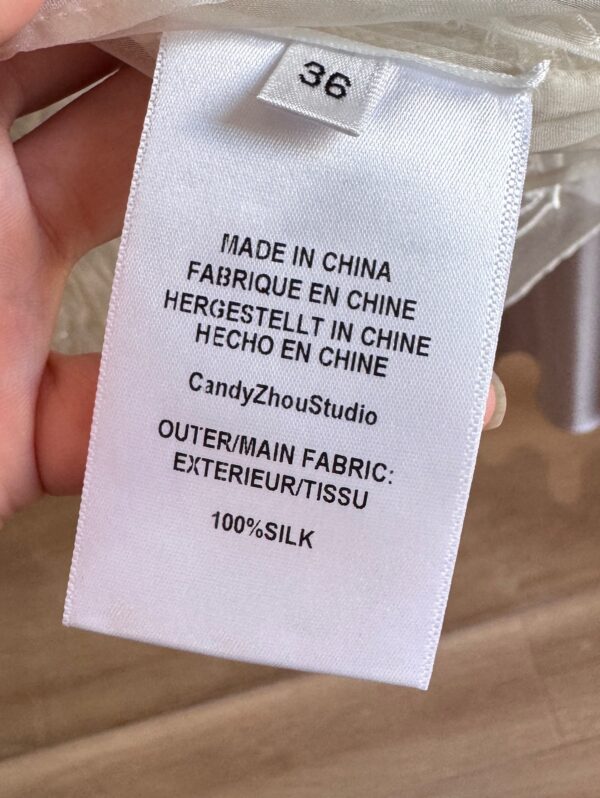 36
MADE IN CHINA
FABRIQUE EN CHINE
HERGESTELLT IN CHINE
HECHO EN CHINE
CandyZhouStudio
OUTER/MAIN FABRIC:
EXTERIEUR/TISSU
100%SILK